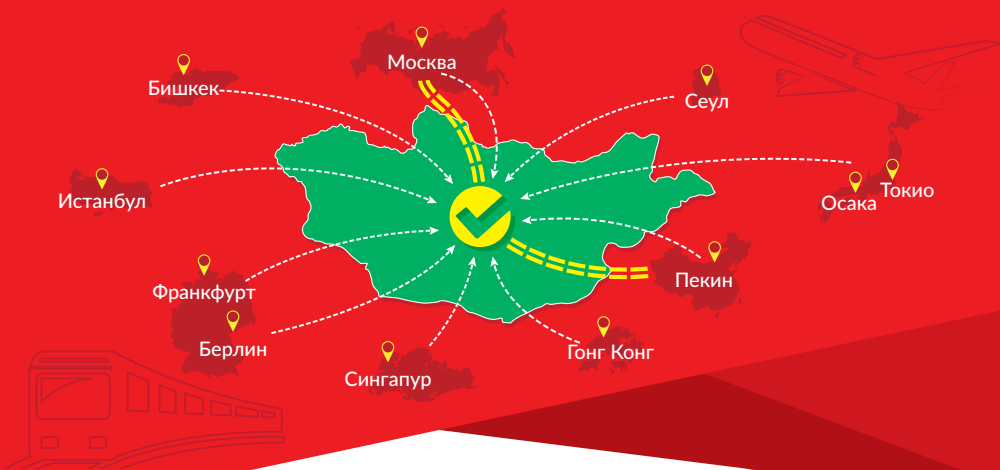 Москва
Бишкек
Сеул
Истанбул
Токио
Осака
Пекин
Франкфурт
Берлин
Гонг Конг
Сингапур